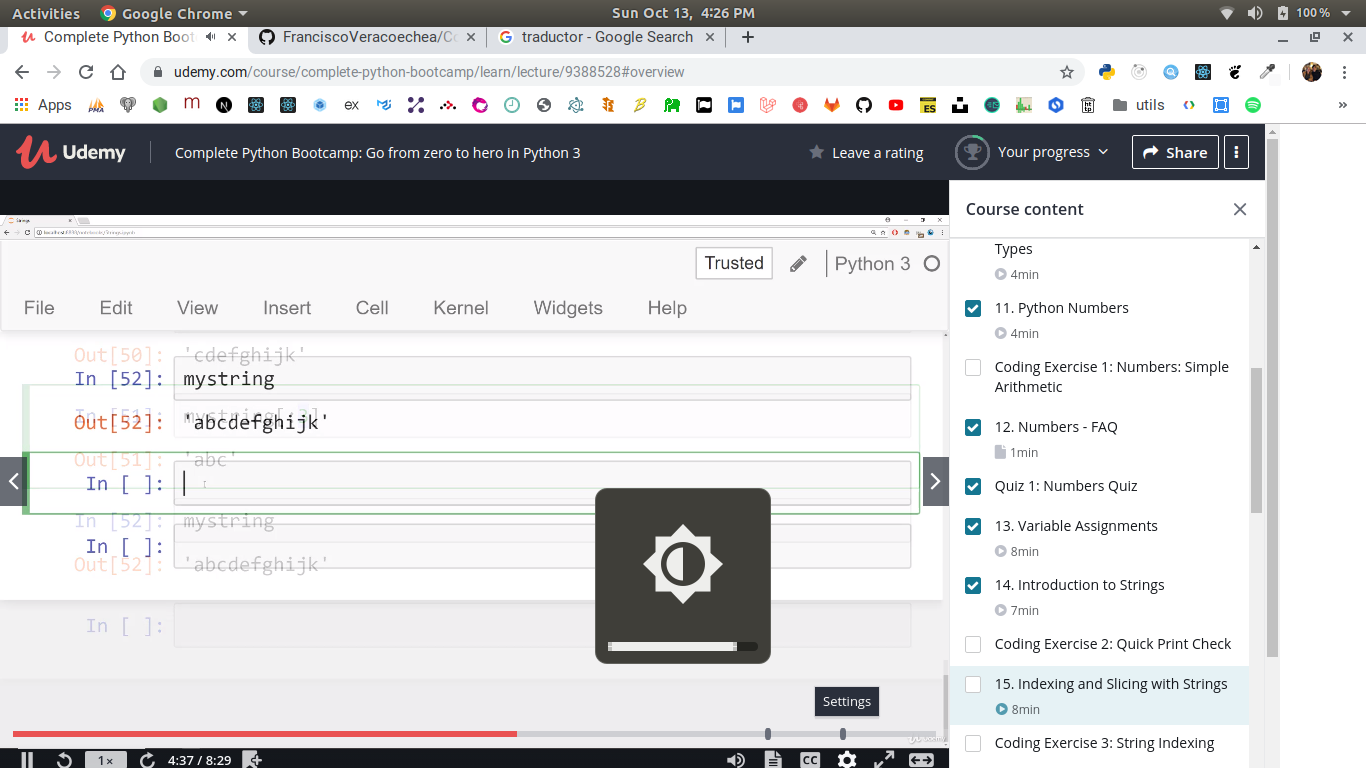 Activities
Google Chrome
Sun Oct 13, 4:26 PM
100 %
Complete Python Boot
FranciscoVeracoechea/Co
traductor - Google Search
udemy.com/course/complete-python-bootcamp/learn/lecture/9388528#overview
Apps
PMA
ex
ES
utils
Udemy
Complete Python Bootcamp: Go from zero to hero in Python 3
Leave a rating
Your progress
Share
Trusted
Python 3
File Edit View Insert Cell Kernel Widgets Help
Out[50]: 'cdefghijk'
In [52]: mystring
In [51]: mystring[:3]
Out[52]: 'abcdefghijk'
Out[51]: 'abc'
In [ ]:
In [52]: mystring
In [ ]:
Out[52]: 'abcdefghijk'
In [ ]:
Settings
1×
4:37 / 8:29
CC
Course content
Types
4min
11. Python Numbers
4min
Coding Exercise 1: Numbers: Simple
Arithmetic
12. Numbers - FAQ
1min
Quiz 1: Numbers Quiz
13. Variable Assignments
8min
14. Introduction to Strings
7min
Coding Exercise 2: Quick Print Check
15. Indexing and Slicing with Strings
8min
Coding Exercise 3: String Indexing